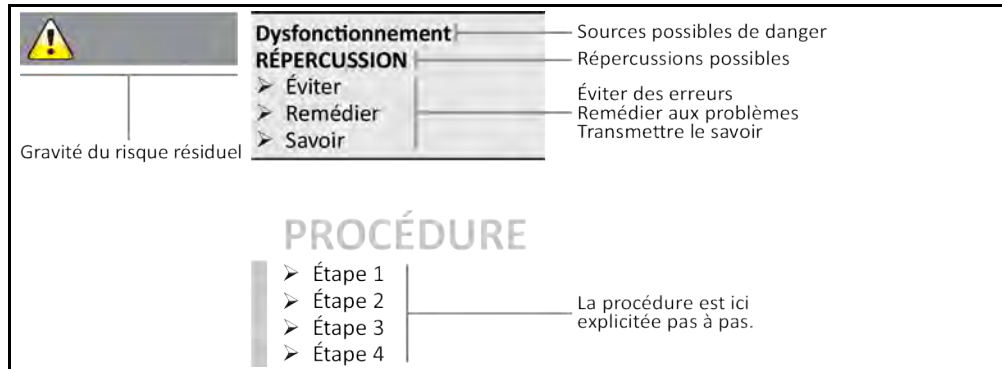 Dysfonctionnement
Sources possibles de danger
RÉPERCUSSION
Répercussions possibles
➢ Éviter
➢ Remédier
➢ Savoir
Éviter des erreurs
Remédier aux problèmes
Transmettre le savoir
Gravité du risque résiduel
PROCÉDURE
➢ Étape 1
➢ Étape 2
➢ Étape 3
➢ Étape 4
La procédure est ici
explicitée pas à pas.